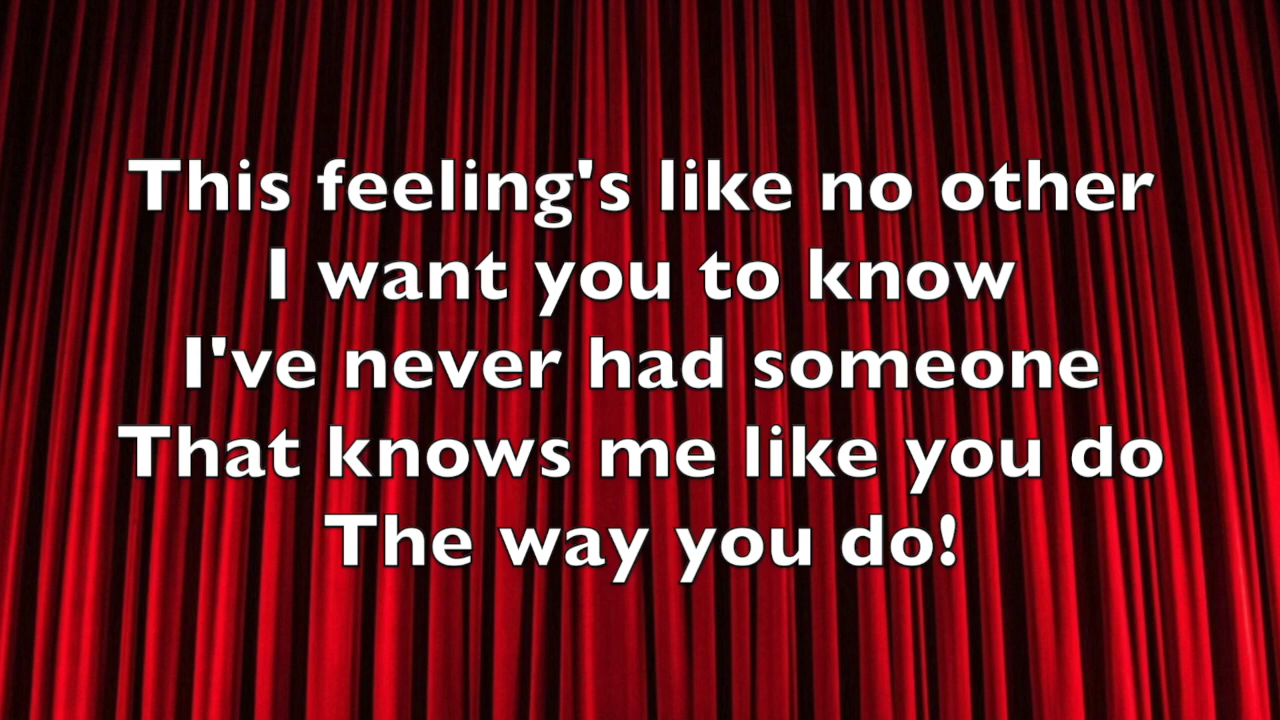 This feeling's like no other
I want you to know
I've never had someone
That knows me like you do
The way you do!